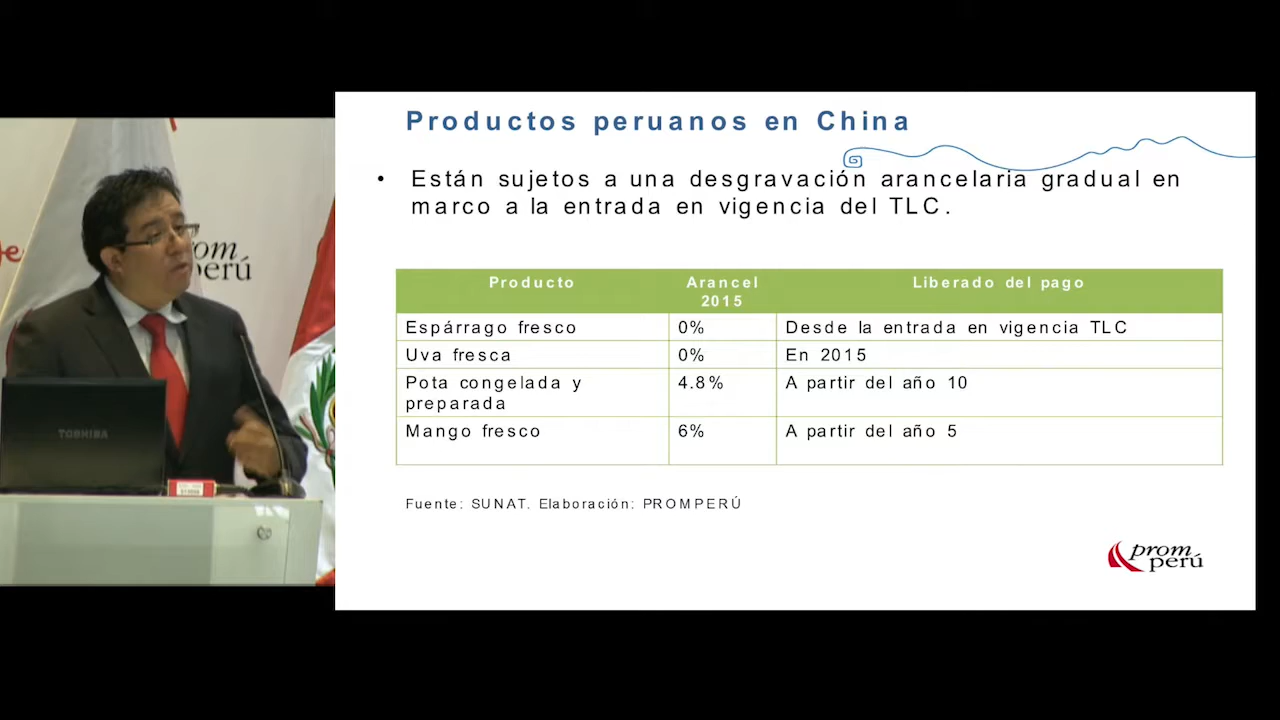 Productos peruanos en China
• Están sujetos a una desgravación arancelaria gradual en
marco a la entrada en vigencia del TLC.
Producto
Arancel
2015
Liberado del pago
Espárrago fresco
0%
Desde la entrada en vigencia TLC
Uva fresca
0%
En 2015
Pota congelada y
preparada
4.8%
A partir del año 10
Mango fresco
6%
A partir del año 5
Fuente: SUNAT. Elaboración: PROMPERÚ
prom
perú
TOSHIBA